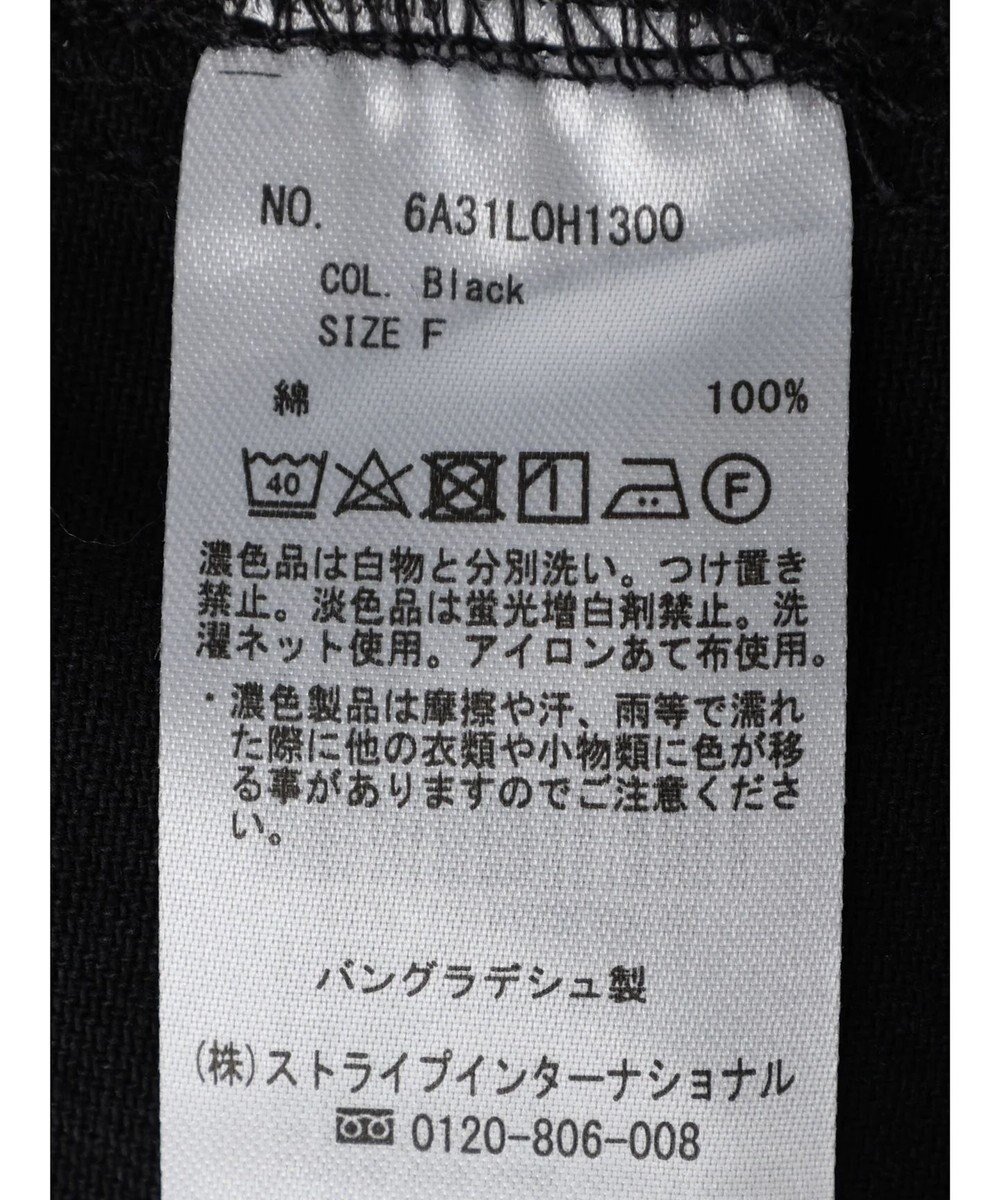 NO. 6A31L0H1300
COL. Black
SIZE F
綿 100%
40 F
濃色品は白物と分別洗い。つけ置き
禁止。淡色品は蛍光増白剤禁止。洗
濯ネット使用。アイロンあて布使用。
・濃色製品は摩擦や汗、雨等で濡れ
た際に他の衣類や小物類に色が移
る事がありますのでご注意くださ
い。
バングラデシュ製
(株)ストライプインターナショナル
0120-806-008